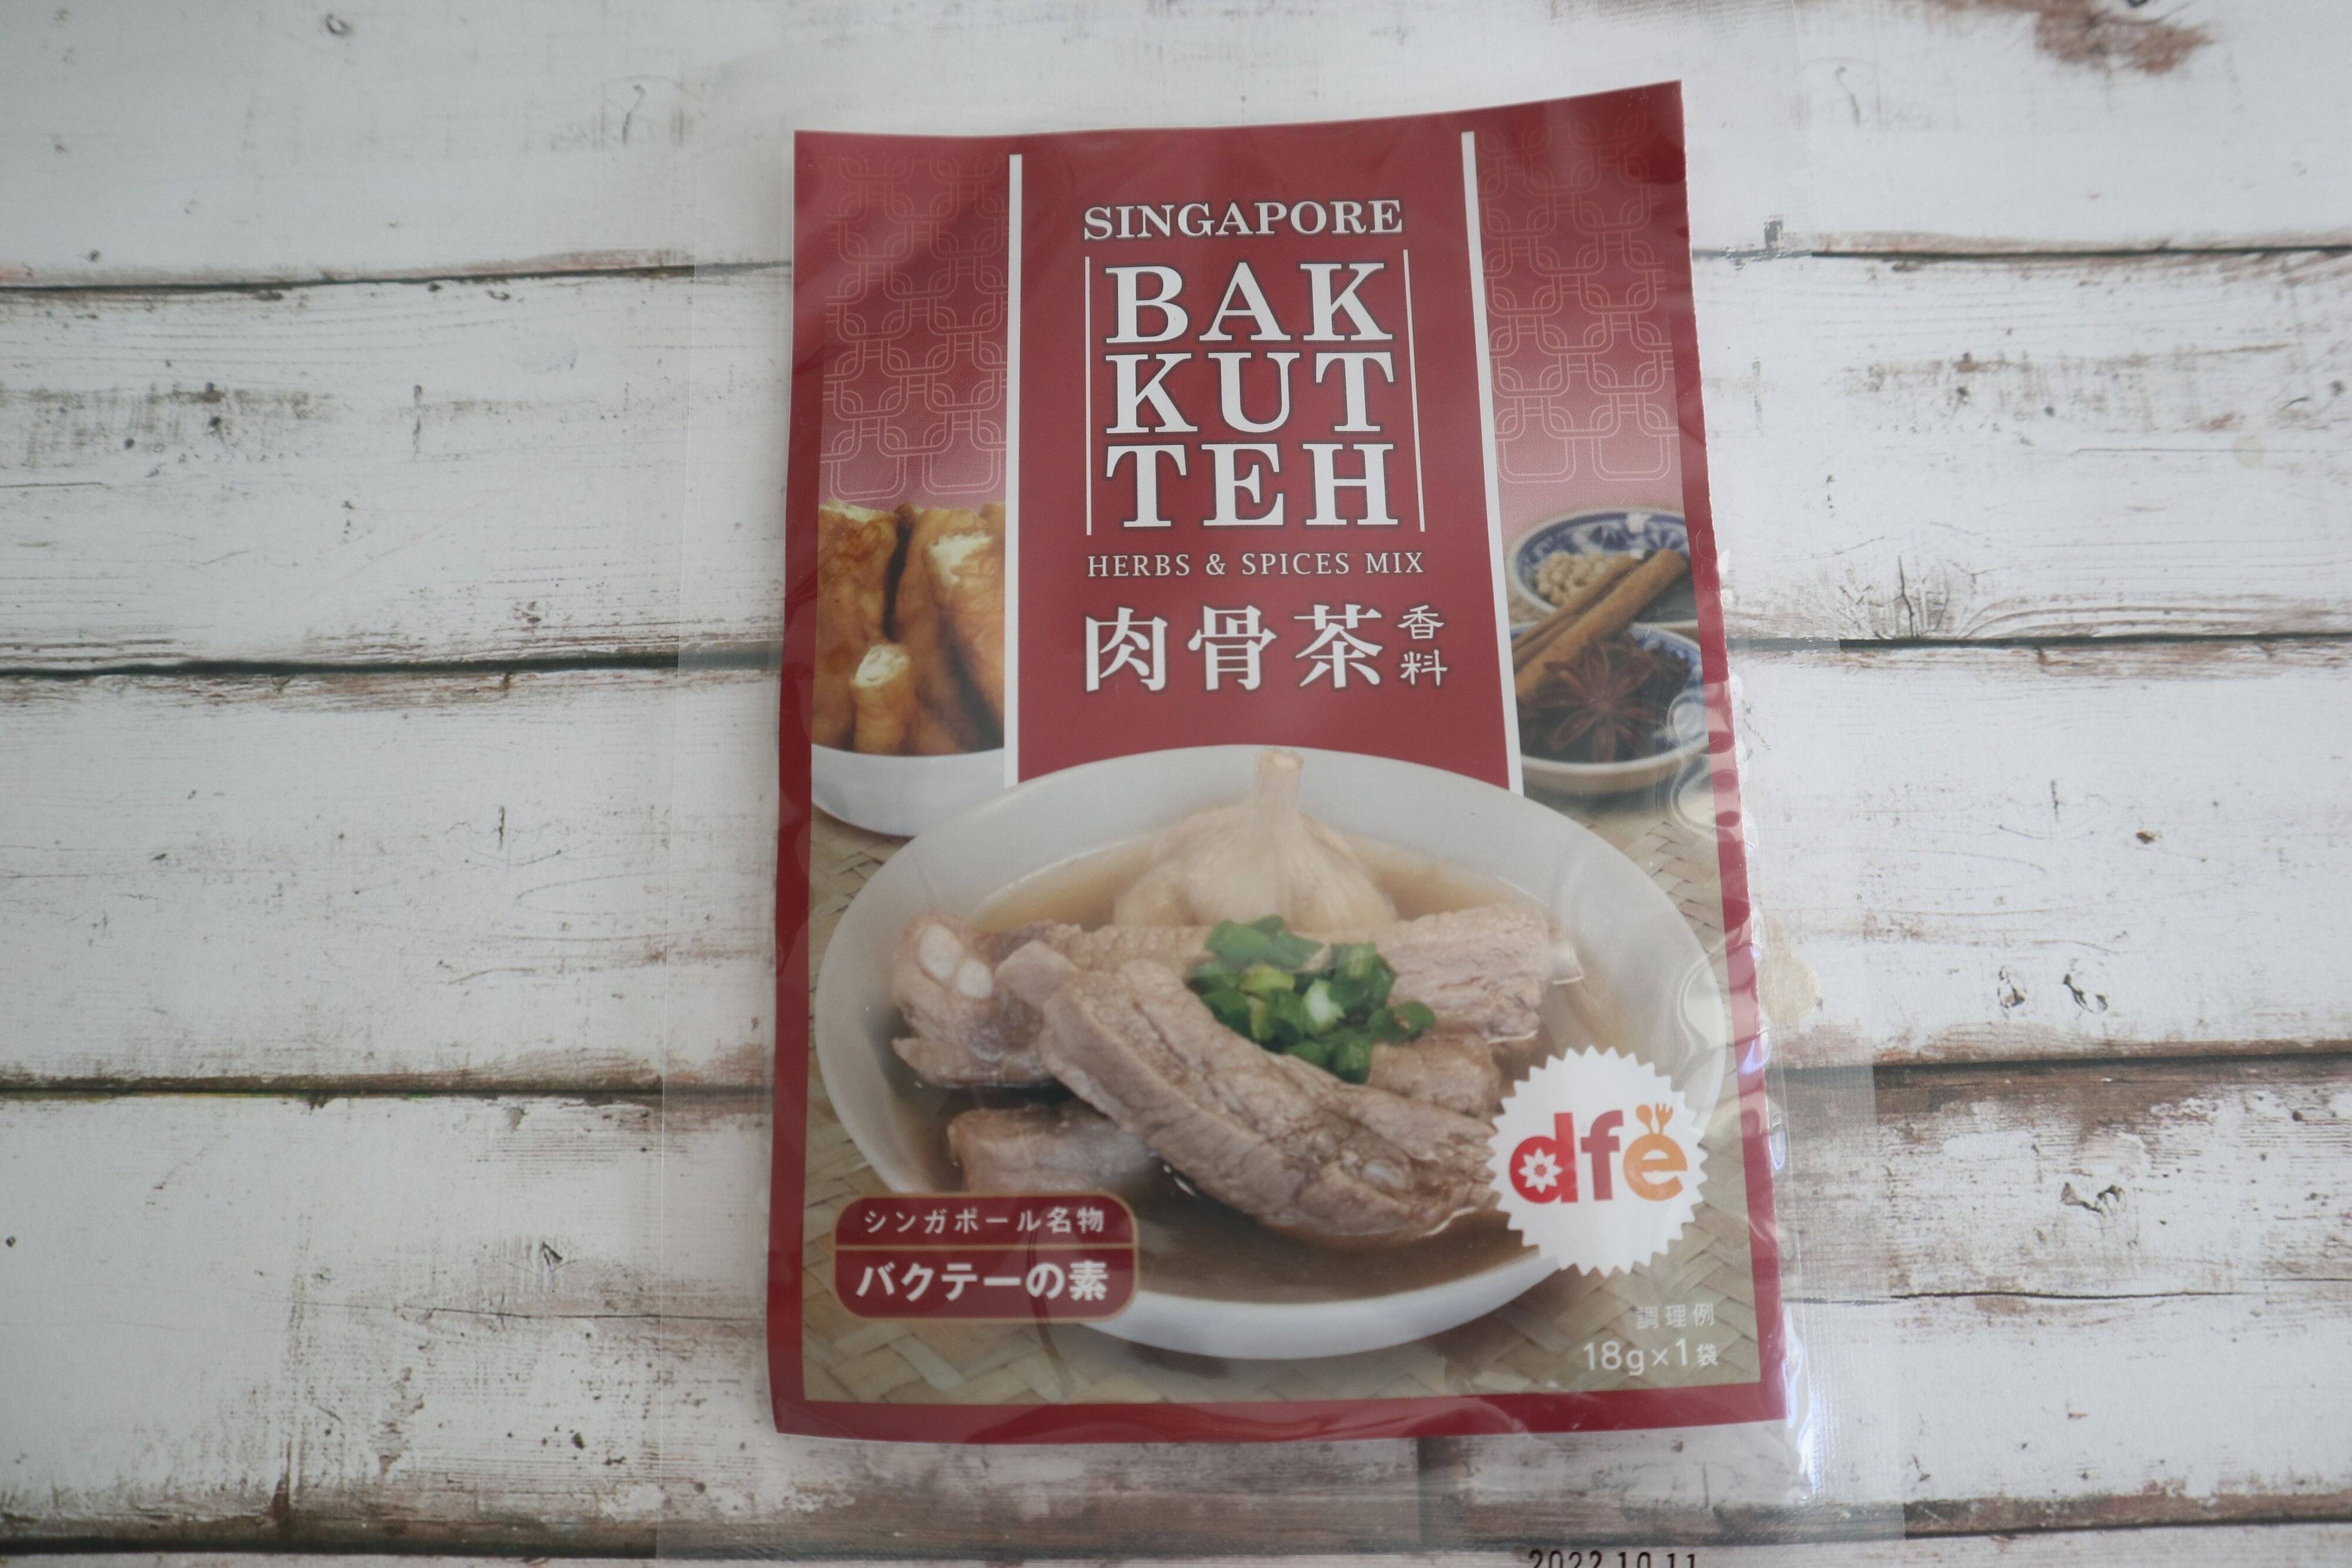 SINGAPORE
BAK
KUT
TEH
HERBS & SPICES MIX
肉骨茶香料
dfe
シンガポール名物
バクテーの素
調理例
18g×1袋
2022.10.11